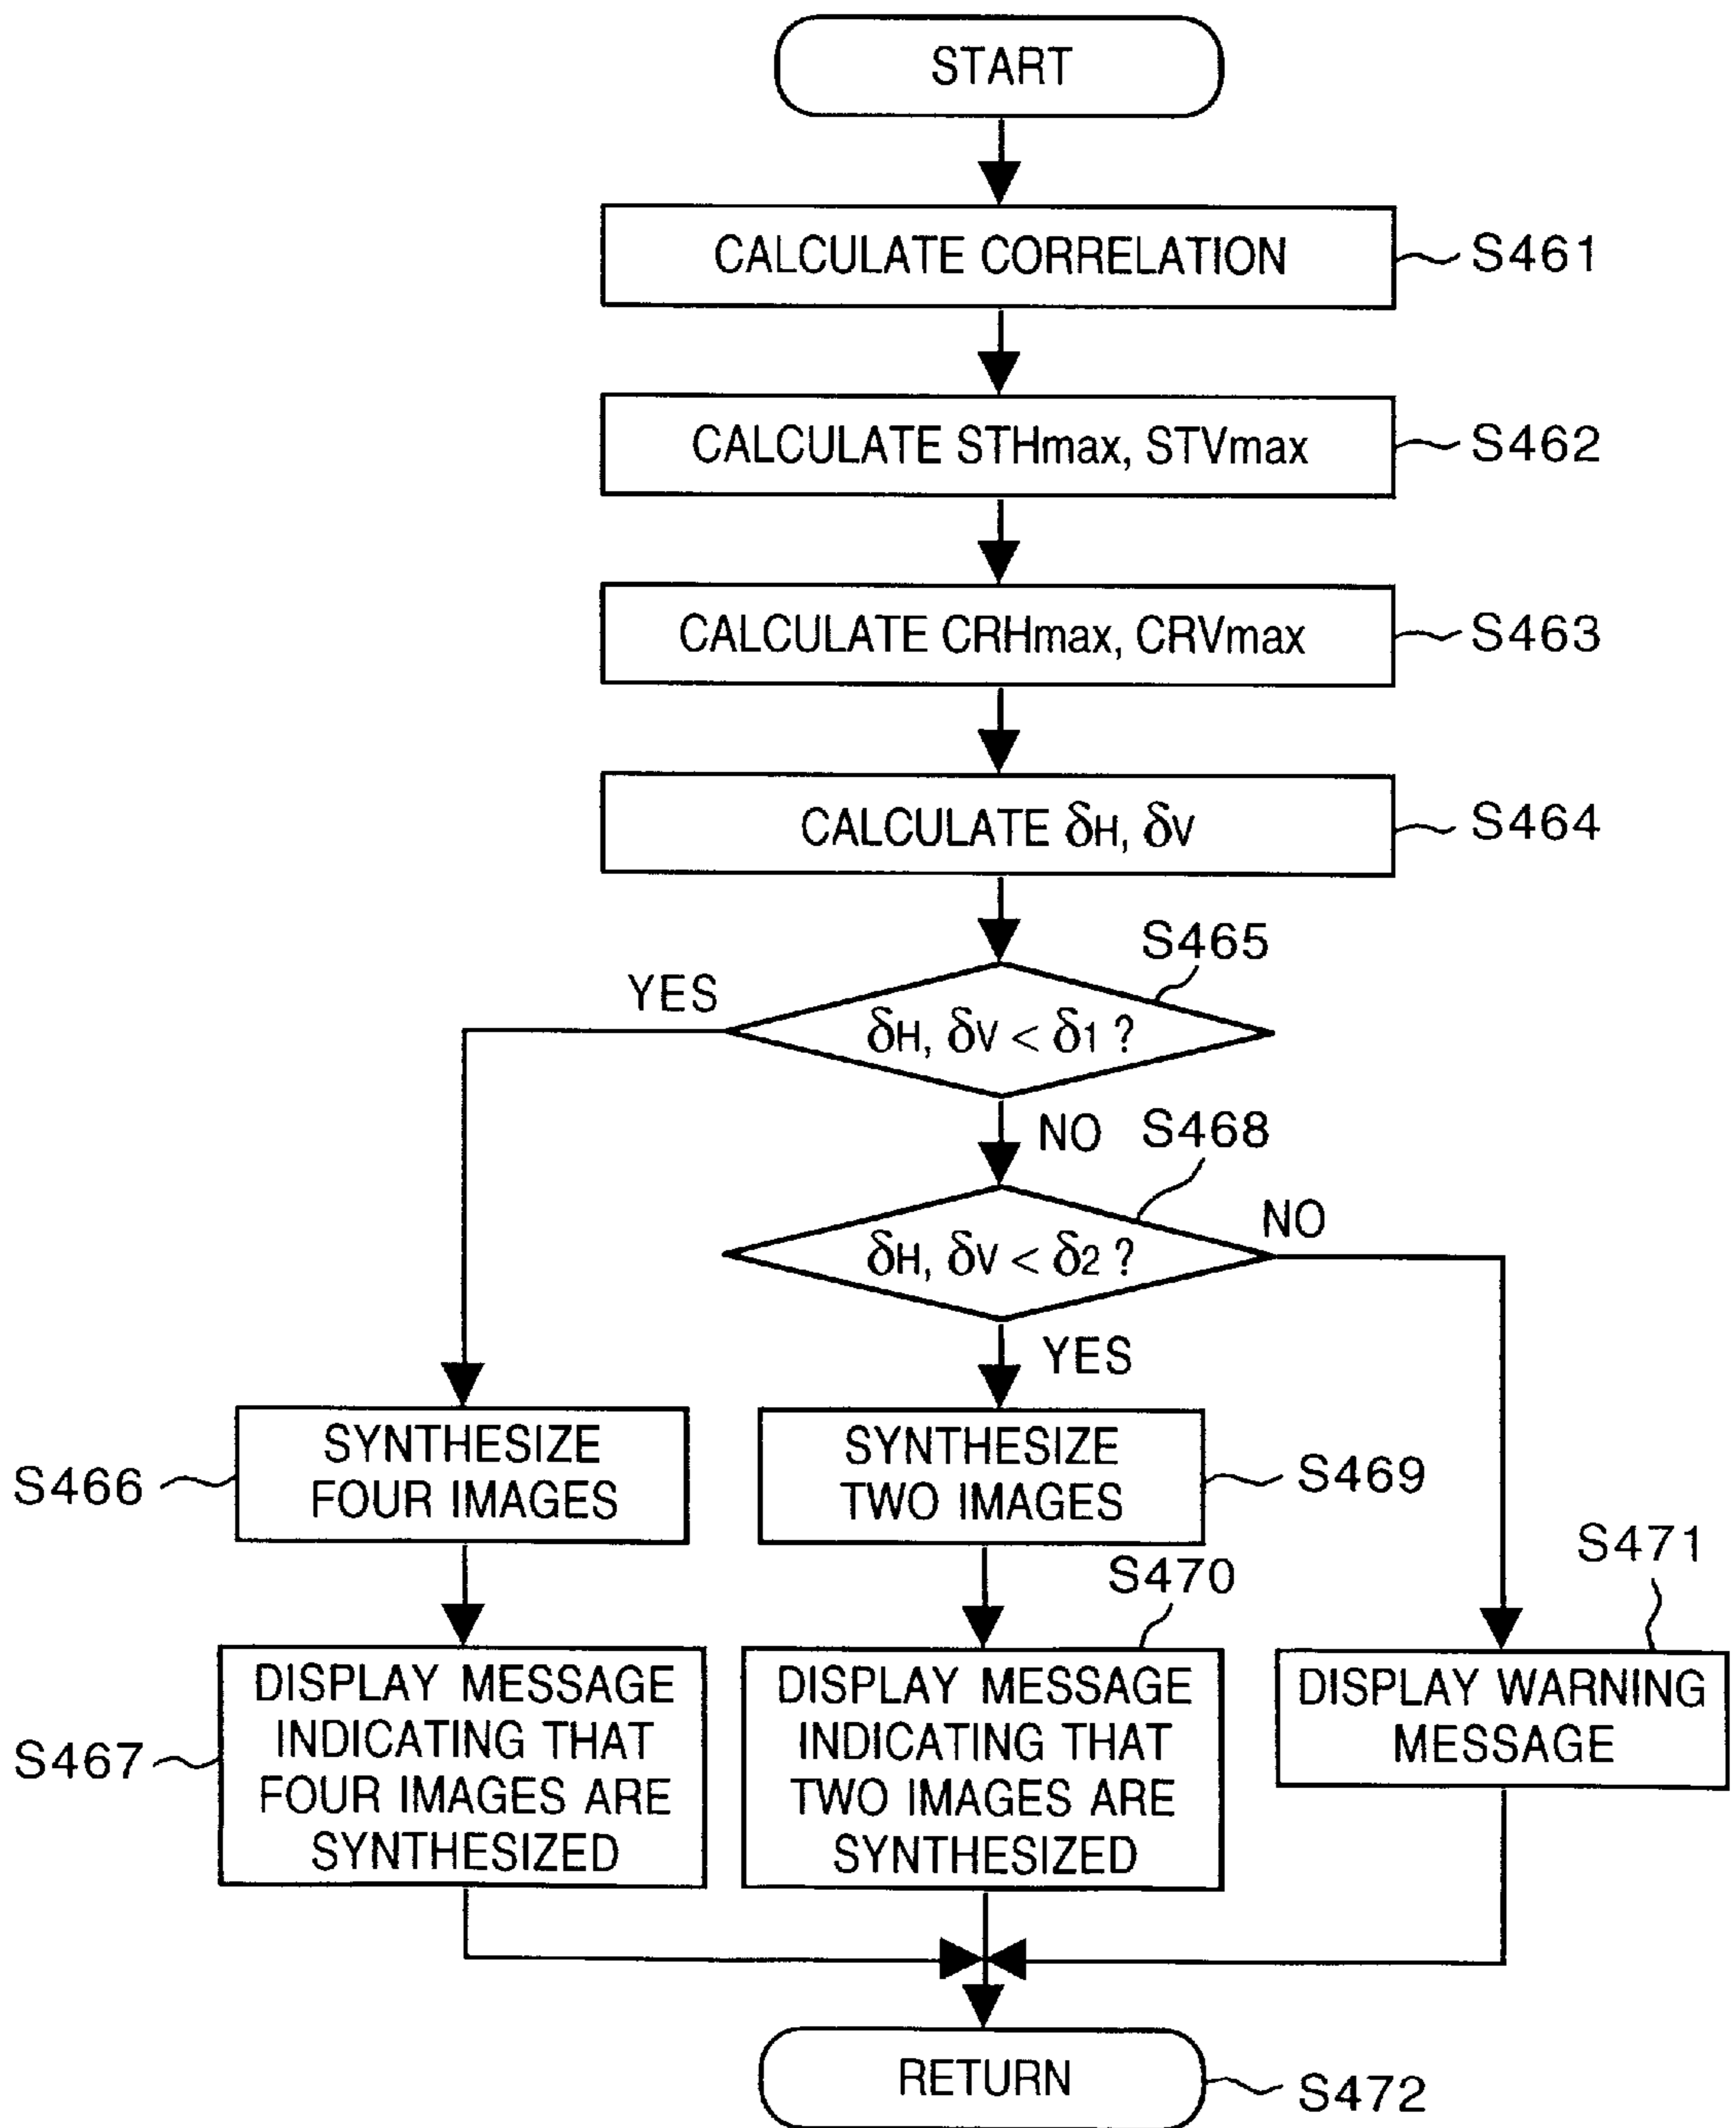 START
CALCULATE CORRELATION
S461
CALCULATE STHmax, STVmax
S462
CALCULATE CRHmax, CRVmax
S463
CALCULATE δH, δV
S464
S465
YES
δH, δV < δ1 ?
NO
S468
NO
δH, δV < δ2 ?
YES
SYNTHESIZE
FOUR IMAGES
S466
SYNTHESIZE
TWO IMAGES
S469
S470
S471
DISPLAY MESSAGE
INDICATING THAT
FOUR IMAGES ARE
SYNTHESIZED
S467
DISPLAY MESSAGE
INDICATING THAT
TWO IMAGES ARE
SYNTHESIZED
DISPLAY WARNING
MESSAGE
RETURN
S472